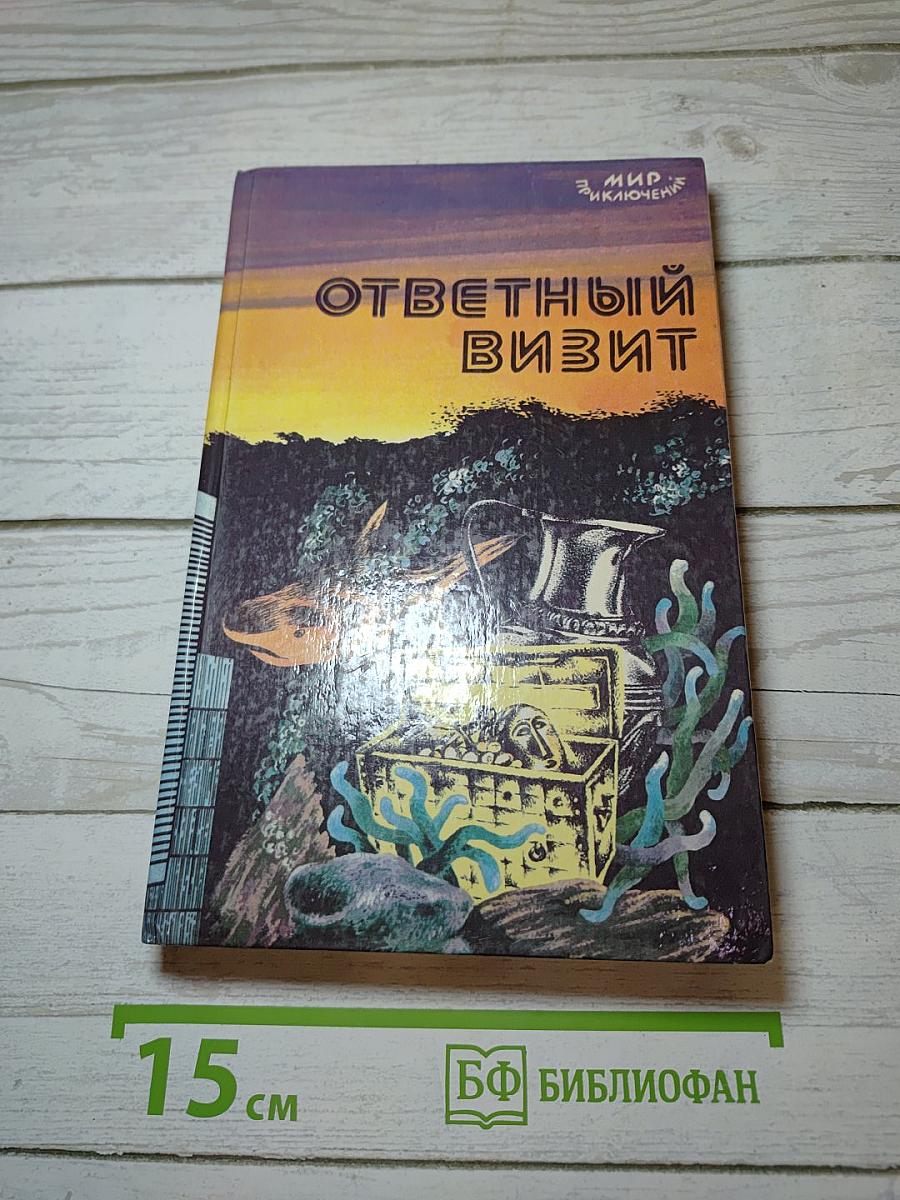 МИР
ПРИКЛЮЧЕНИЙ
ОТВЕТНЫЙ
ВИЗИТ
15 см
БФ БИБЛИОФАН